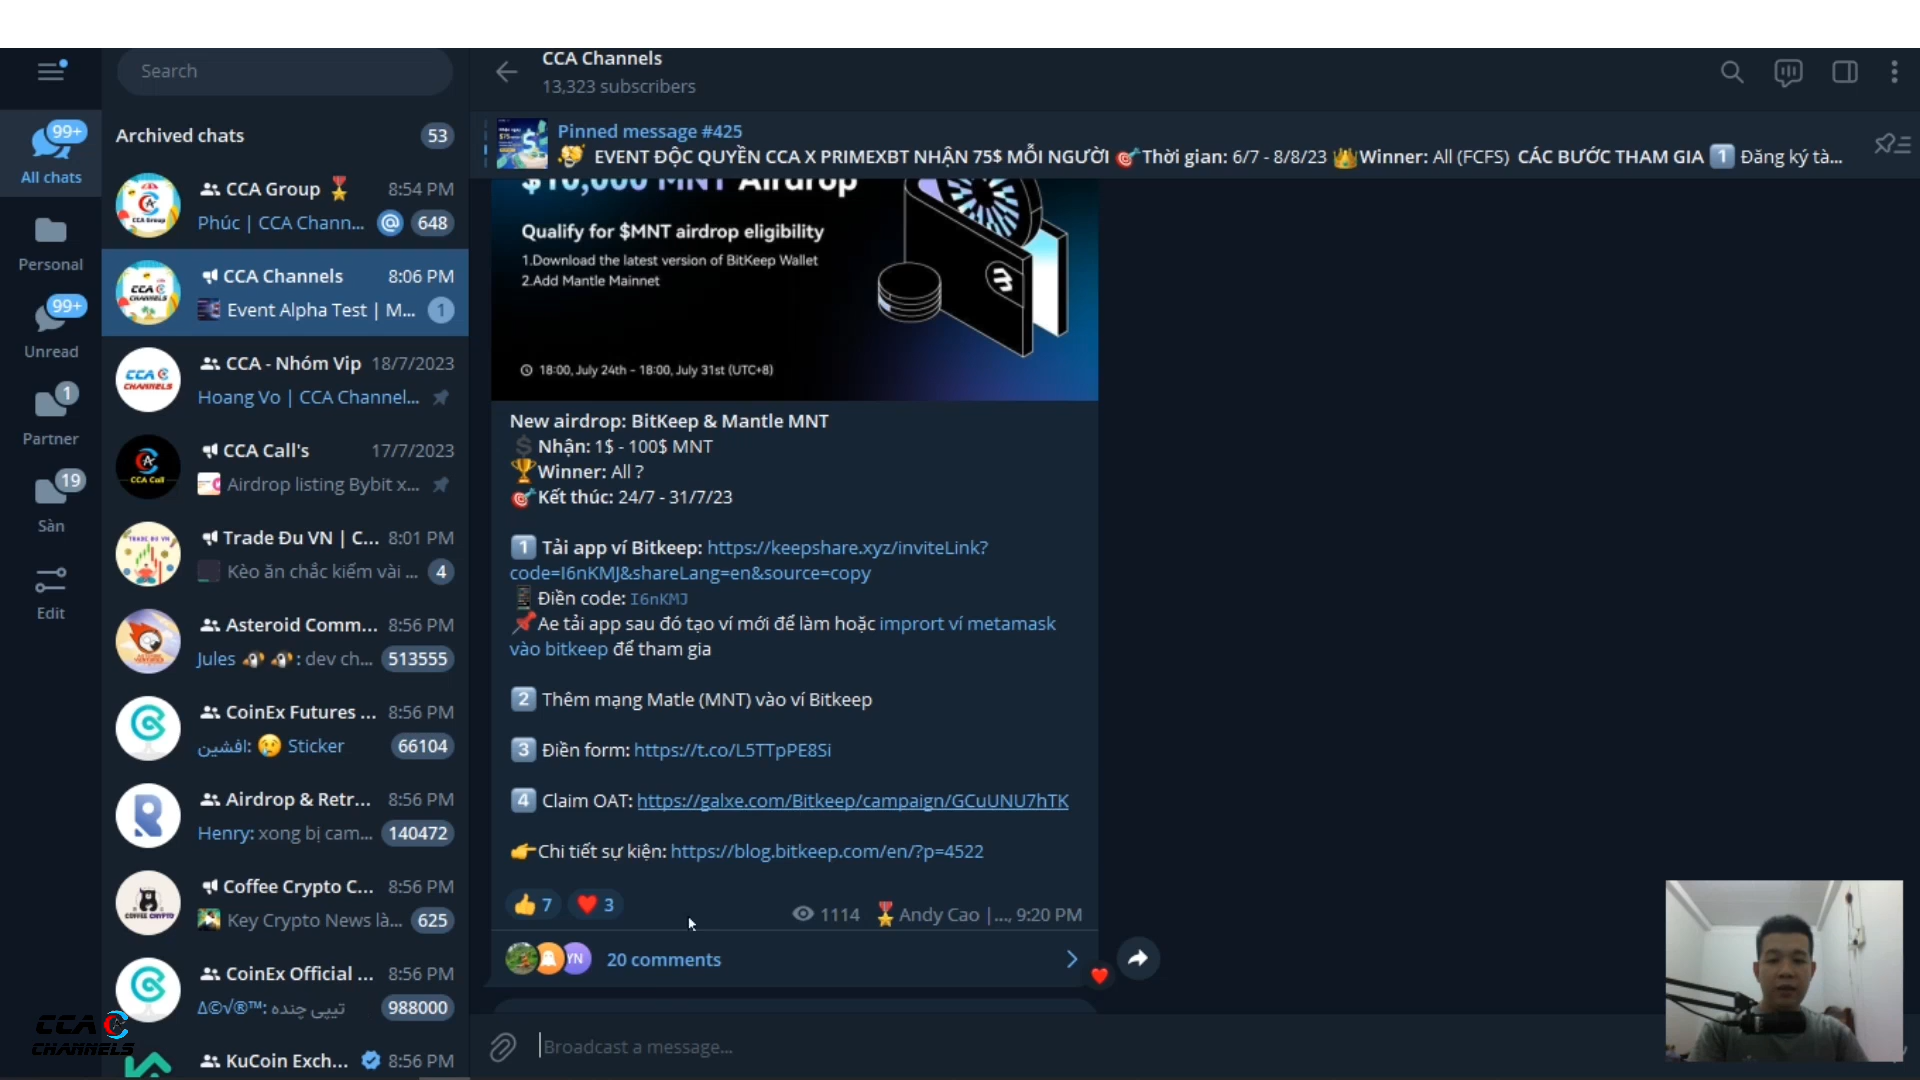 Search
CCA Channels
13,323 subscribers
99+
All chats
Personal
99+
Unread
1
Partner
19
Sàn
Edit
Archived chats
53
CCA Group
8:54 PM
Phúc | CCA Chann...
@
648
CCA Channels
8:06 PM
Event Alpha Test | M...
1
CCA - Nhóm Vip
18/7/2023
Hoang Vo | CCA Channel...
CCA Call's
17/7/2023
Airdrop listing Bybit x...
Trade Đu VN | C...
8:01 PM
Kèo ăn chắc kiếm vài ...
4
Asteroid Comm...
8:56 PM
Jules 🐴 🐴: dev ch...
513555
CoinEx Futures ...
8:56 PM
افشین: 😢 Sticker
66104
Airdrop & Retr...
8:56 PM
Henry: xong bị cam...
140472
Coffee Crypto C...
8:56 PM
Key Crypto News là...
625
CoinEx Official ...
8:56 PM
Δ©√®™: تیپی چنده
988000
KuCoin Exch...
8:56 PM
CCA
CHANNELS
Pinned message #425
EVENT ĐỘC QUYỀN CCA X PRIMEXBT NHẬN 75$ MỖI NGƯỜI 🎯Thời gian: 6/7 - 8/8/23 👑Winner: All (FCFS) CÁC BƯỚC THAM GIA 1️⃣ Đăng ký tà...
$10,000 MNT Airdrop
Qualify for $MNT airdrop eligibility
1.Download the latest version of BitKeep Wallet
2.Add Mantle Mainnet
18:00, July 24th - 18:00, July 31st (UTC+8)
New airdrop: BitKeep & Mantle MNT
💲Nhận: 1$ - 100$ MNT
🏆Winner: All ?
🎯Kết thúc: 24/7 - 31/7/23
1️⃣ Tải app ví Bitkeep: https://keepshare.xyz/inviteLink?
code=I6nKMJ&shareLang=en&source=copy
📱 Điền code: I6nKMJ
📌Ae tải app sau đó tạo ví mới để làm hoặc imprort ví metamask
vào bitkeep để tham gia
2️⃣ Thêm mạng Matle (MNT) vào ví Bitkeep
3️⃣ Điền form: https://t.co/L5TTpPE8Si
4️⃣ Claim OAT: https://galxe.com/Bitkeep/campaign/GCuUNU7hTK
👉Chi tiết sự kiện: https://blog.bitkeep.com/en/?p=4522
👍 7 ❤️ 3
1114 🎖Andy Cao |..., 9:20 PM
YN
20 comments
Broadcast a message...